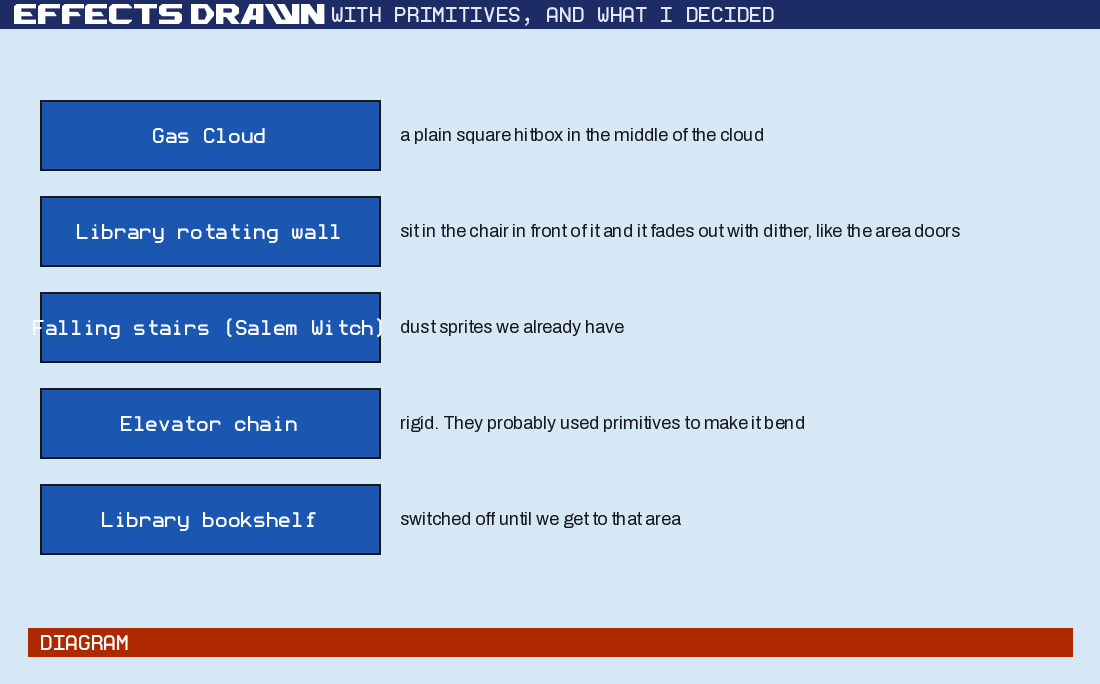 EFFECTS DRAWN WITH PRIMITIVES, AND WHAT I DECIDED
Gas Cloud a plain square hitbox in the middle of the cloud
Library rotating wall sit in the chair in front of it and it fades out with dither, like the area doors
Falling stairs (Salem Witch) dust sprites we already have
Elevator chain rigid. They probably used primitives to make it bend
Library bookshelf switched off until we get to that area
DIAGRAM